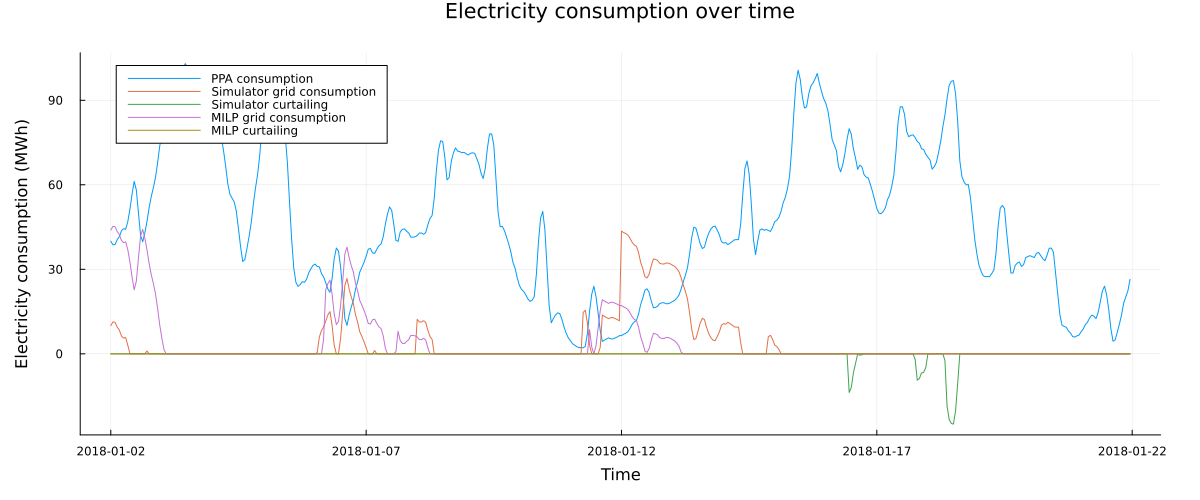 Electricity consumption over time
PPA consumption
Simulator grid consumption
Simulator curtailing
MILP grid consumption
MILP curtailing
Electricity consumption (MWh)
90
60
30
0
2018-01-02
2018-01-07
2018-01-12
2018-01-17
2018-01-22
Time